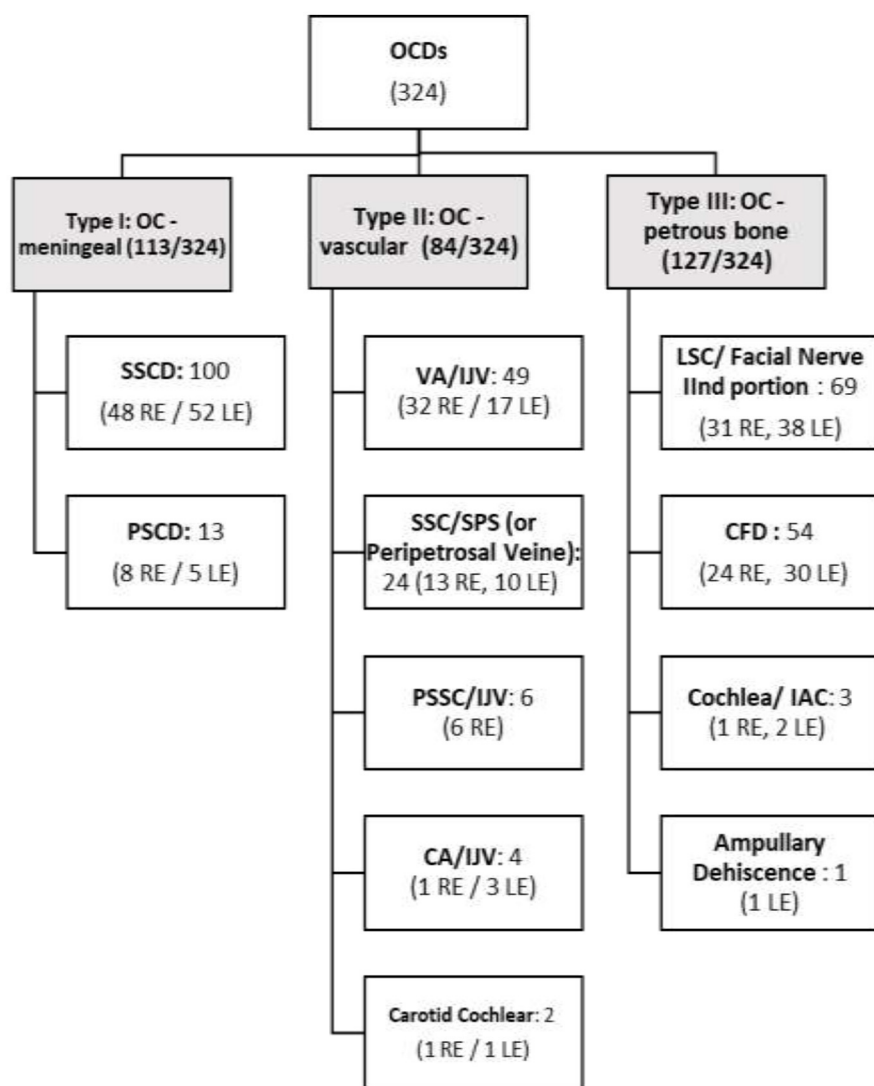 OCDs
(324)
Type I: OC -
meningeal (113/324)
SSCD: 100
(48 RE / 52 LE)
PSCD: 13
(8 RE / 5 LE)
Type II: OC -
vascular (84/324)
VA/IJV: 49
(32 RE / 17 LE)
SSC/SPS (or
Peripetrosal Veine):
24 (13 RE, 10 LE)
PSSC/IJV: 6
(6 RE)
CA/IJV: 4
(1 RE / 3 LE)
Carotid Cochlear: 2
(1 RE / 1 LE)
Type III: OC -
petrous bone
(127/324)
LSC/ Facial Nerve
IInd portion : 69
(31 RE, 38 LE)
CFD : 54
(24 RE, 30 LE)
Cochlea/ IAC: 3
(1 RE, 2 LE)
Ampullary
Dehiscence : 1
(1 LE)